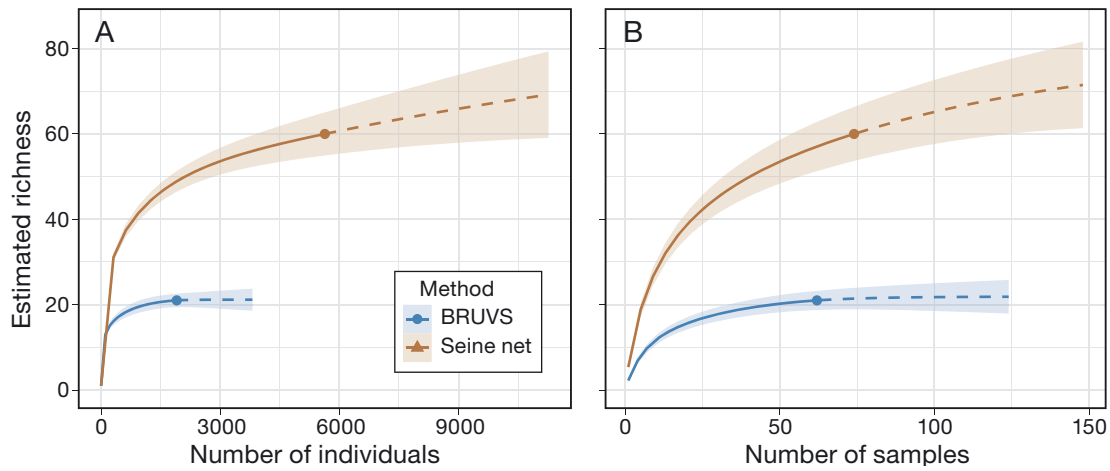 A
B
Estimated richness
80
60
40
20
0
Method
BRUVS
Seine net
0 3000 6000 9000
0 50 100 150
Number of individuals
Number of samples